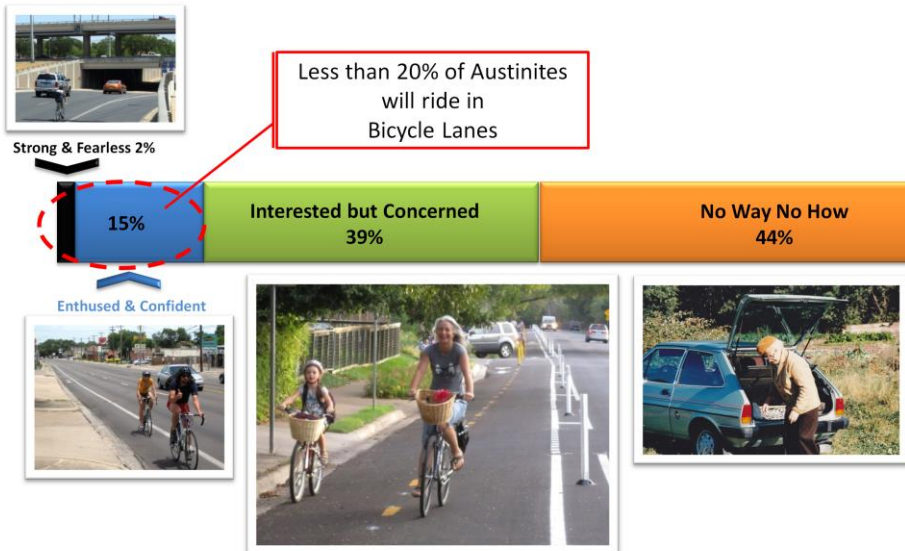 Less than 20% of Austinites
will ride in
Bicycle Lanes
Strong & Fearless 2%
15%
Interested but Concerned
39%
No Way No How
44%
Enthused & Confident